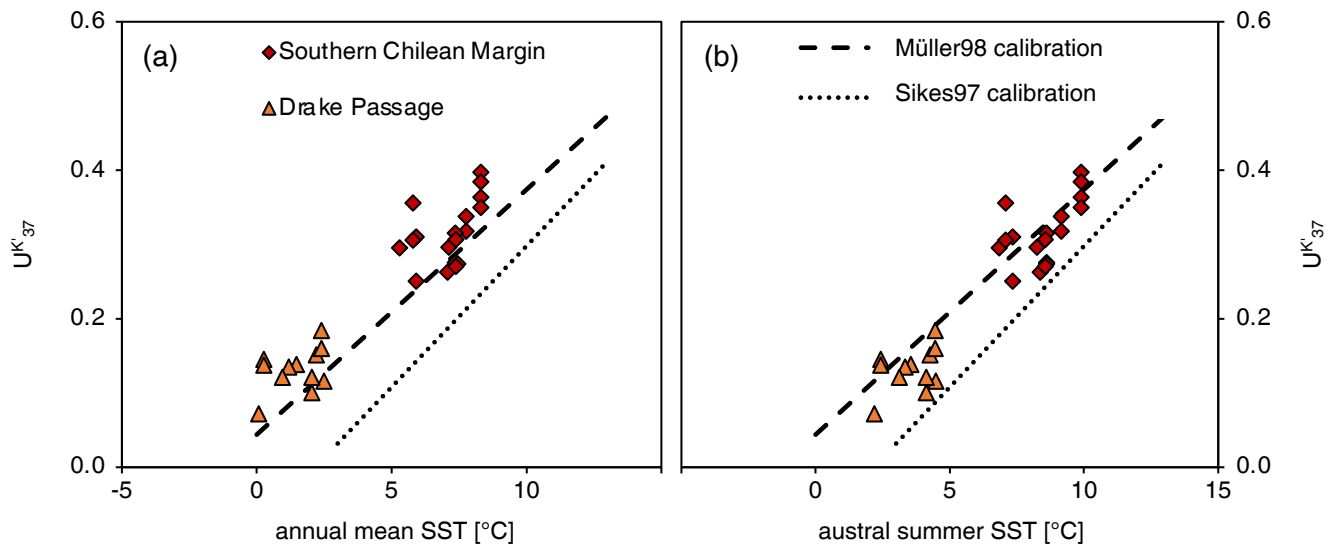 0.6
(a)
Southern Chilean Margin
Drake Passage
0.4
0.2
0.0
-5
0
5
10
U^K'_37
annual mean SST [°C]
(b)
Müller98 calibration
Sikes97 calibration
0.6
0.4
0.2
0.0
0
5
10
15
U^K'_37
austral summer SST [°C]